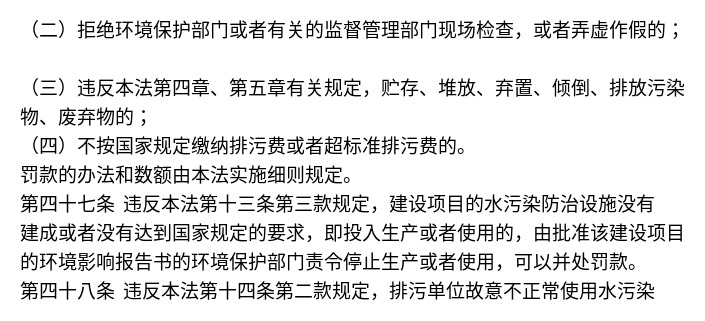 （二）拒绝环境保护部门或者有关的监督管理部门现场检查，或者弄虚作假的；
（三）违反本法第四章、第五章有关规定，贮存、堆放、弃置、倾倒、排放污染
物、废弃物的；
（四）不按国家规定缴纳排污费或者超标准排污费的。
罚款的办法和数额由本法实施细则规定。
第四十七条 违反本法第十三条第三款规定，建设项目的水污染防治设施没有
建成或者没有达到国家规定的要求，即投入生产或者使用的，由批准该建设项目
的环境影响报告书的环境保护部门责令停止生产或者使用，可以并处罚款。
第四十八条 违反本法第十四条第二款规定，排污单位故意不正常使用水污染